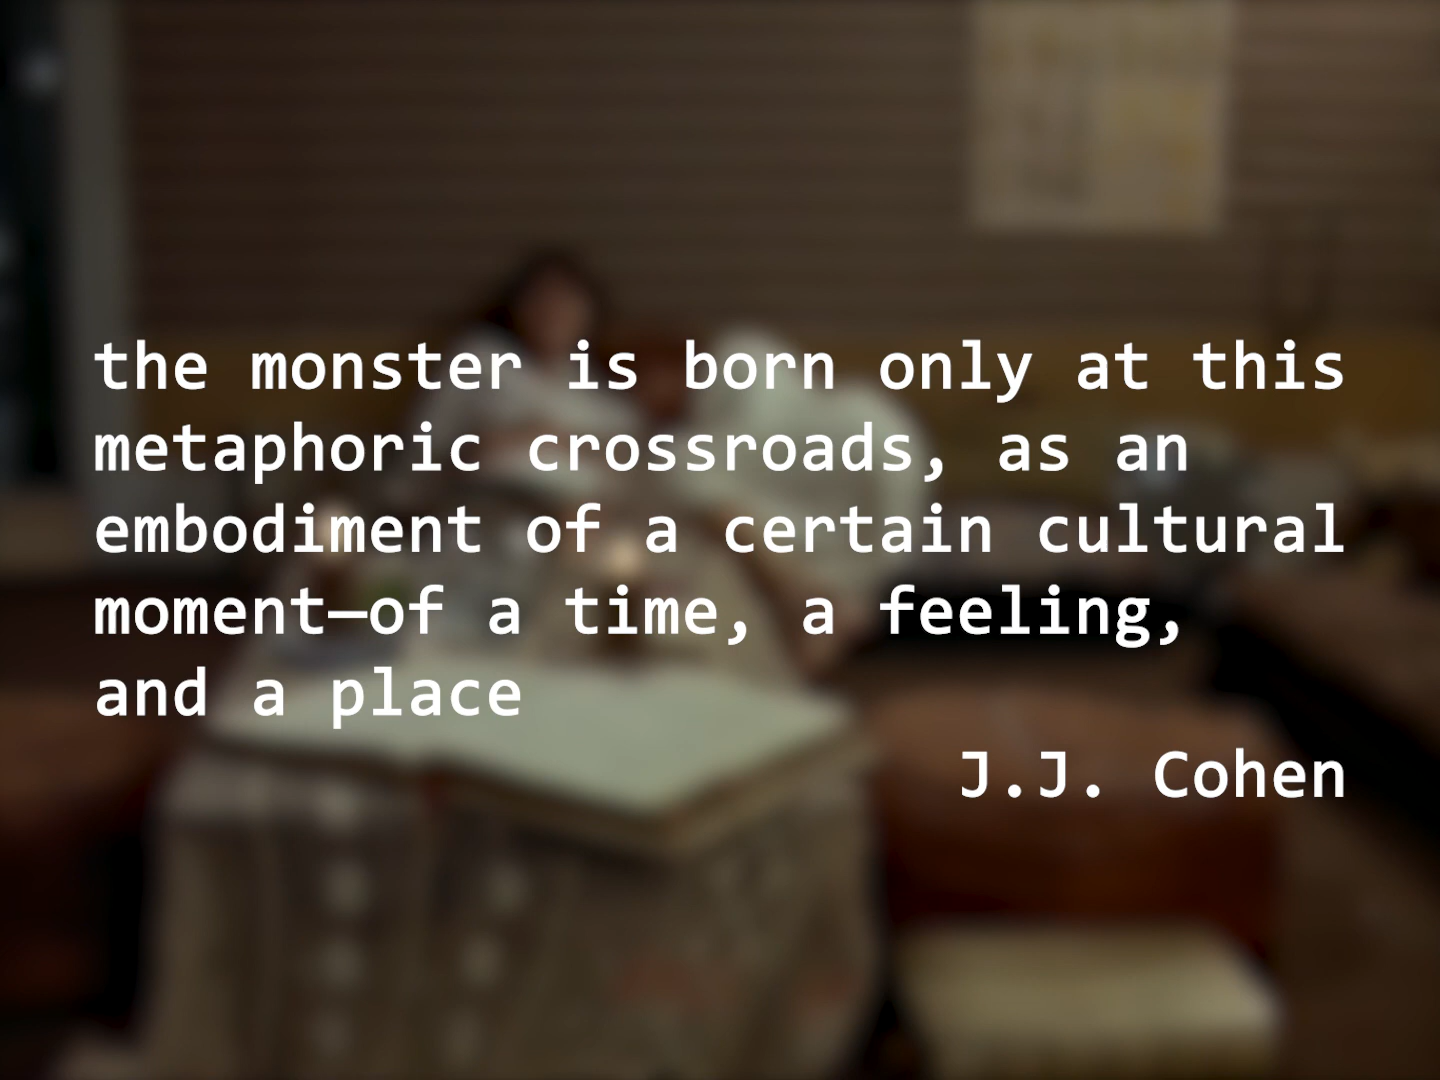 the monster is born only at this
metaphoric crossroads, as an
embodiment of a certain cultural
moment—of a time, a feeling,
and a place
J.J. Cohen